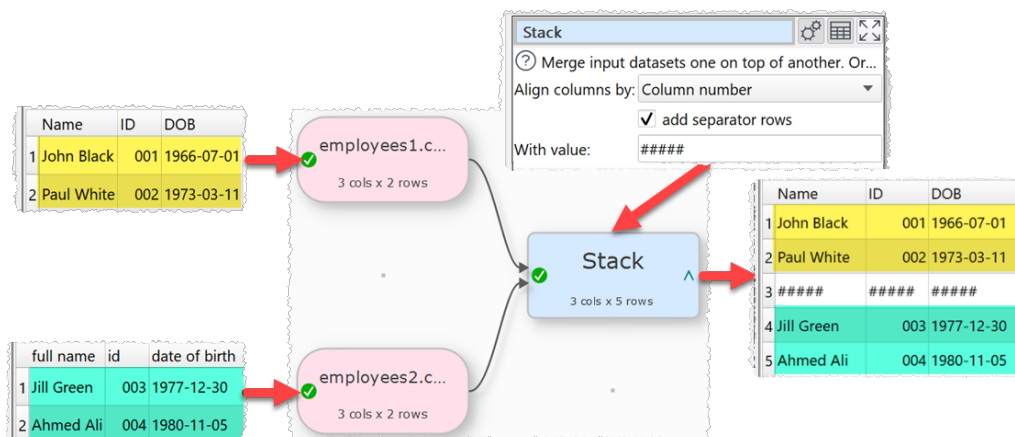 Stack
? Merge input datasets one on top of another. Or...
Align columns by: Column number
add separator rows
With value: #####
Name ID DOB
1 John Black 001 1966-07-01
2 Paul White 002 1973-03-11
employees1.c...
3 cols x 2 rows
Stack
3 cols x 5 rows
Name ID DOB
1 John Black 001 1966-07-01
2 Paul White 002 1973-03-11
3 ##### ##### #####
4 Jill Green 003 1977-12-30
5 Ahmed Ali 004 1980-11-05
full name id date of birth
1 Jill Green 003 1977-12-30
2 Ahmed Ali 004 1980-11-05
employees2.c...
3 cols x 2 rows